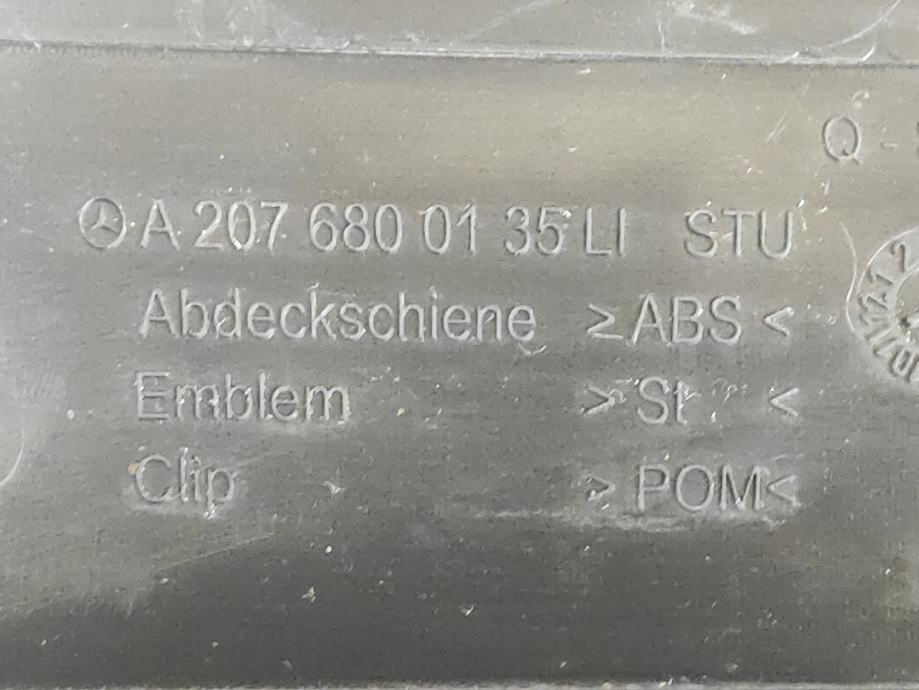 Q -
A 207 680 01 35 LI STU
Abdeckschiene >ABS <
Emblem > St <
Clip > POM<